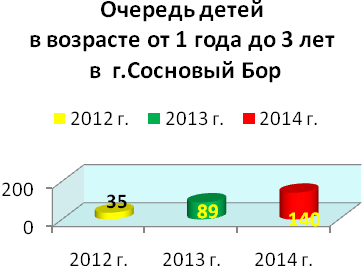 Очередь детей
в возрасте от 1 года до 3 лет
в г.Сосновый Бор
2012 г. 2013 г. 2014 г.
200
0
35 89 140
2012 г. 2013 г. 2014 г.